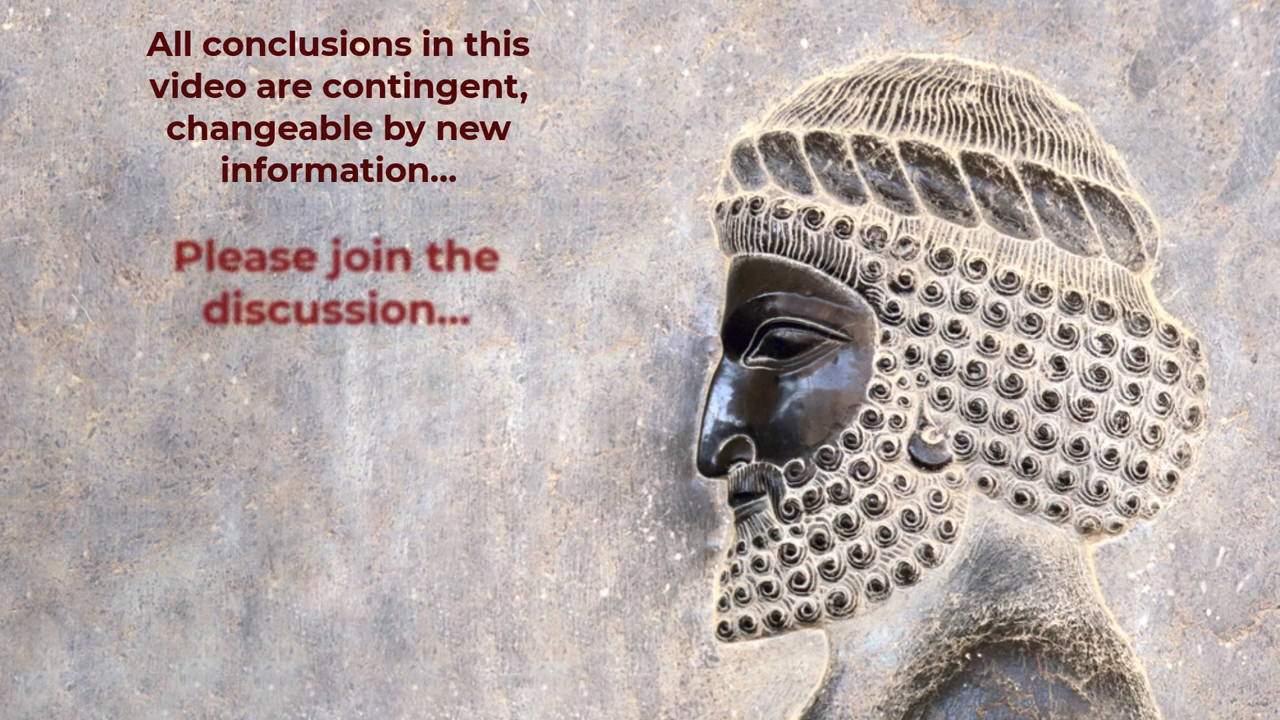 All conclusions in this
video are contingent,
changeable by new
information...
Please join the
discussion...